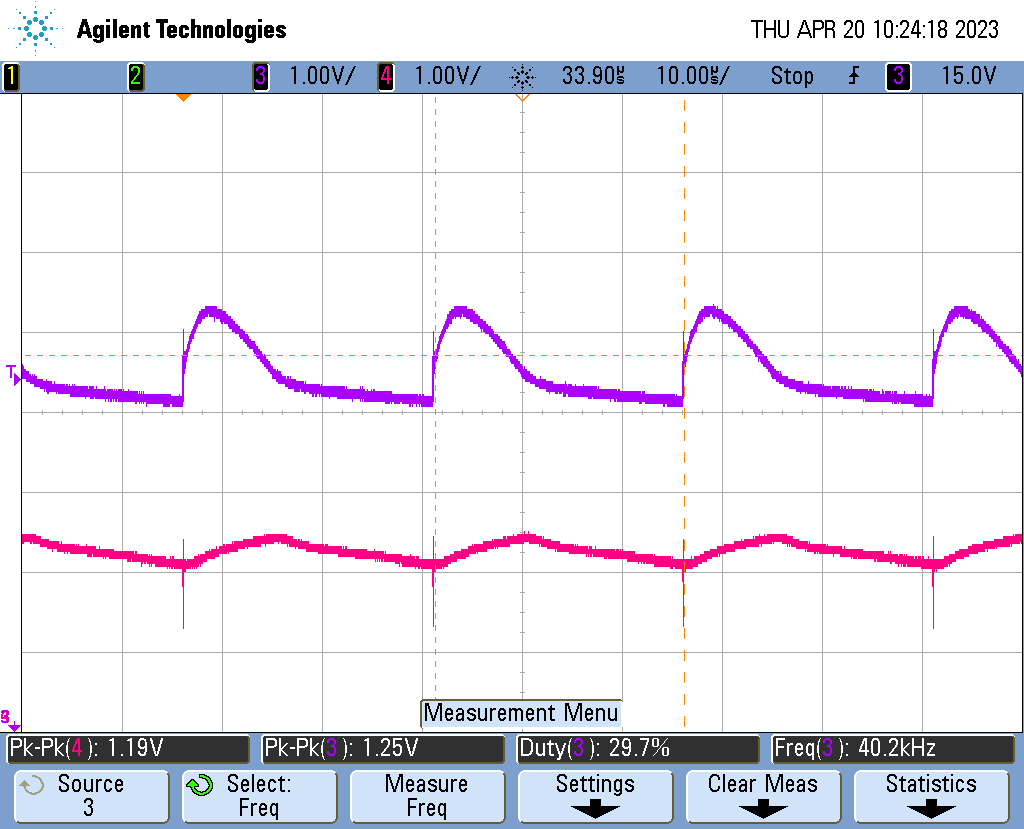 Agilent Technologies
THU APR 20 10:24:18 2023
1 2 3 1.00V/ 4 1.00V/ 33.90µs 10.00µs/ Stop 3 15.0V
T
3
Measurement Menu
Pk-Pk(4): 1.19V Pk-Pk(3): 1.25V Duty(3): 29.7% Freq(3): 40.2kHz
Source Select: Measure Settings Clear Meas Statistics
3 Freq Freq